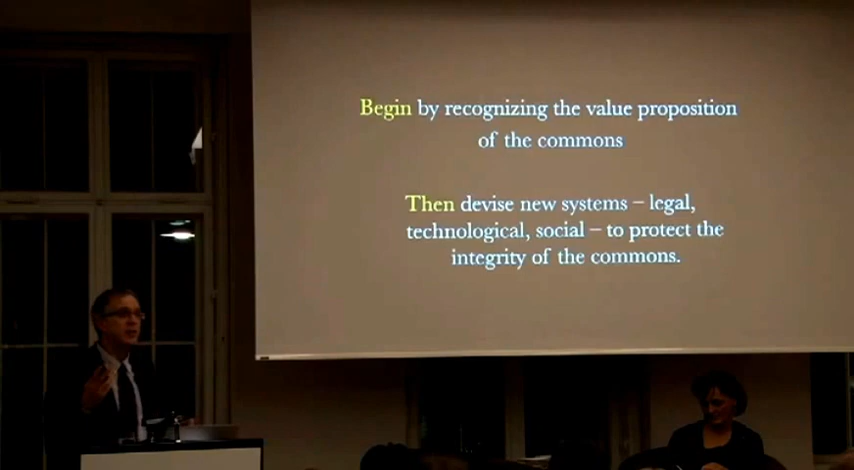 Begin by recognizing the value proposition
of the commons
Then devise new systems – legal,
technological, social – to protect the
integrity of the commons.